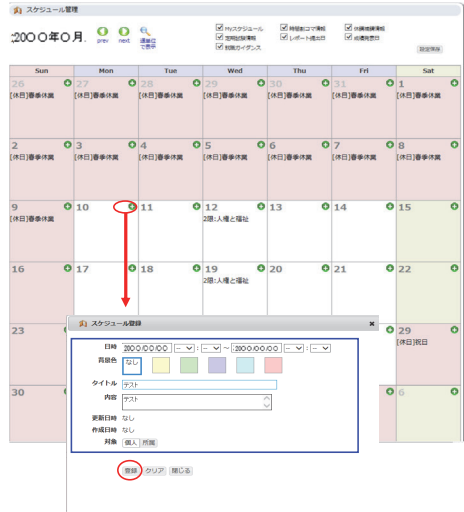 スケジュール管理
:200０年０月.
prev
next
週単位
で表示
Myスケジュール
時間割コマ情報
休講補講情報
定期試験情報
レポート提出日
成績発表日
就職ガイダンス
設定保存
Sun Mon Tue Wed Thu Fri Sat
26 27 28 29 30 31 1
[休日]春季休業 [休日]春季休業 [休日]春季休業 [休日]春季休業 [休日]春季休業 [休日]春季休業 [休日]春季休業
2 3 4 5 6 7 8
[休日]春季休業 [休日]春季休業 [休日]春季休業 [休日]春季休業 [休日]春季休業 [休日]春季休業 [休日]春季休業
9 10 11 12 13 14 15
[休日]春季休業 2限:人権と福祉
16 17 18 19 20 21 22
2限:人権と福祉
23 29
[休日]祝日
30 6
スケジュール登録 ×
日時 2000/00/00 -- : -- ～ 2000/00/00 -- : --
背景色 なし
タイトル テスト
内容 テスト
更新日時 なし
作成日時 なし
対象 個人 所属
登録 クリア 閉じる